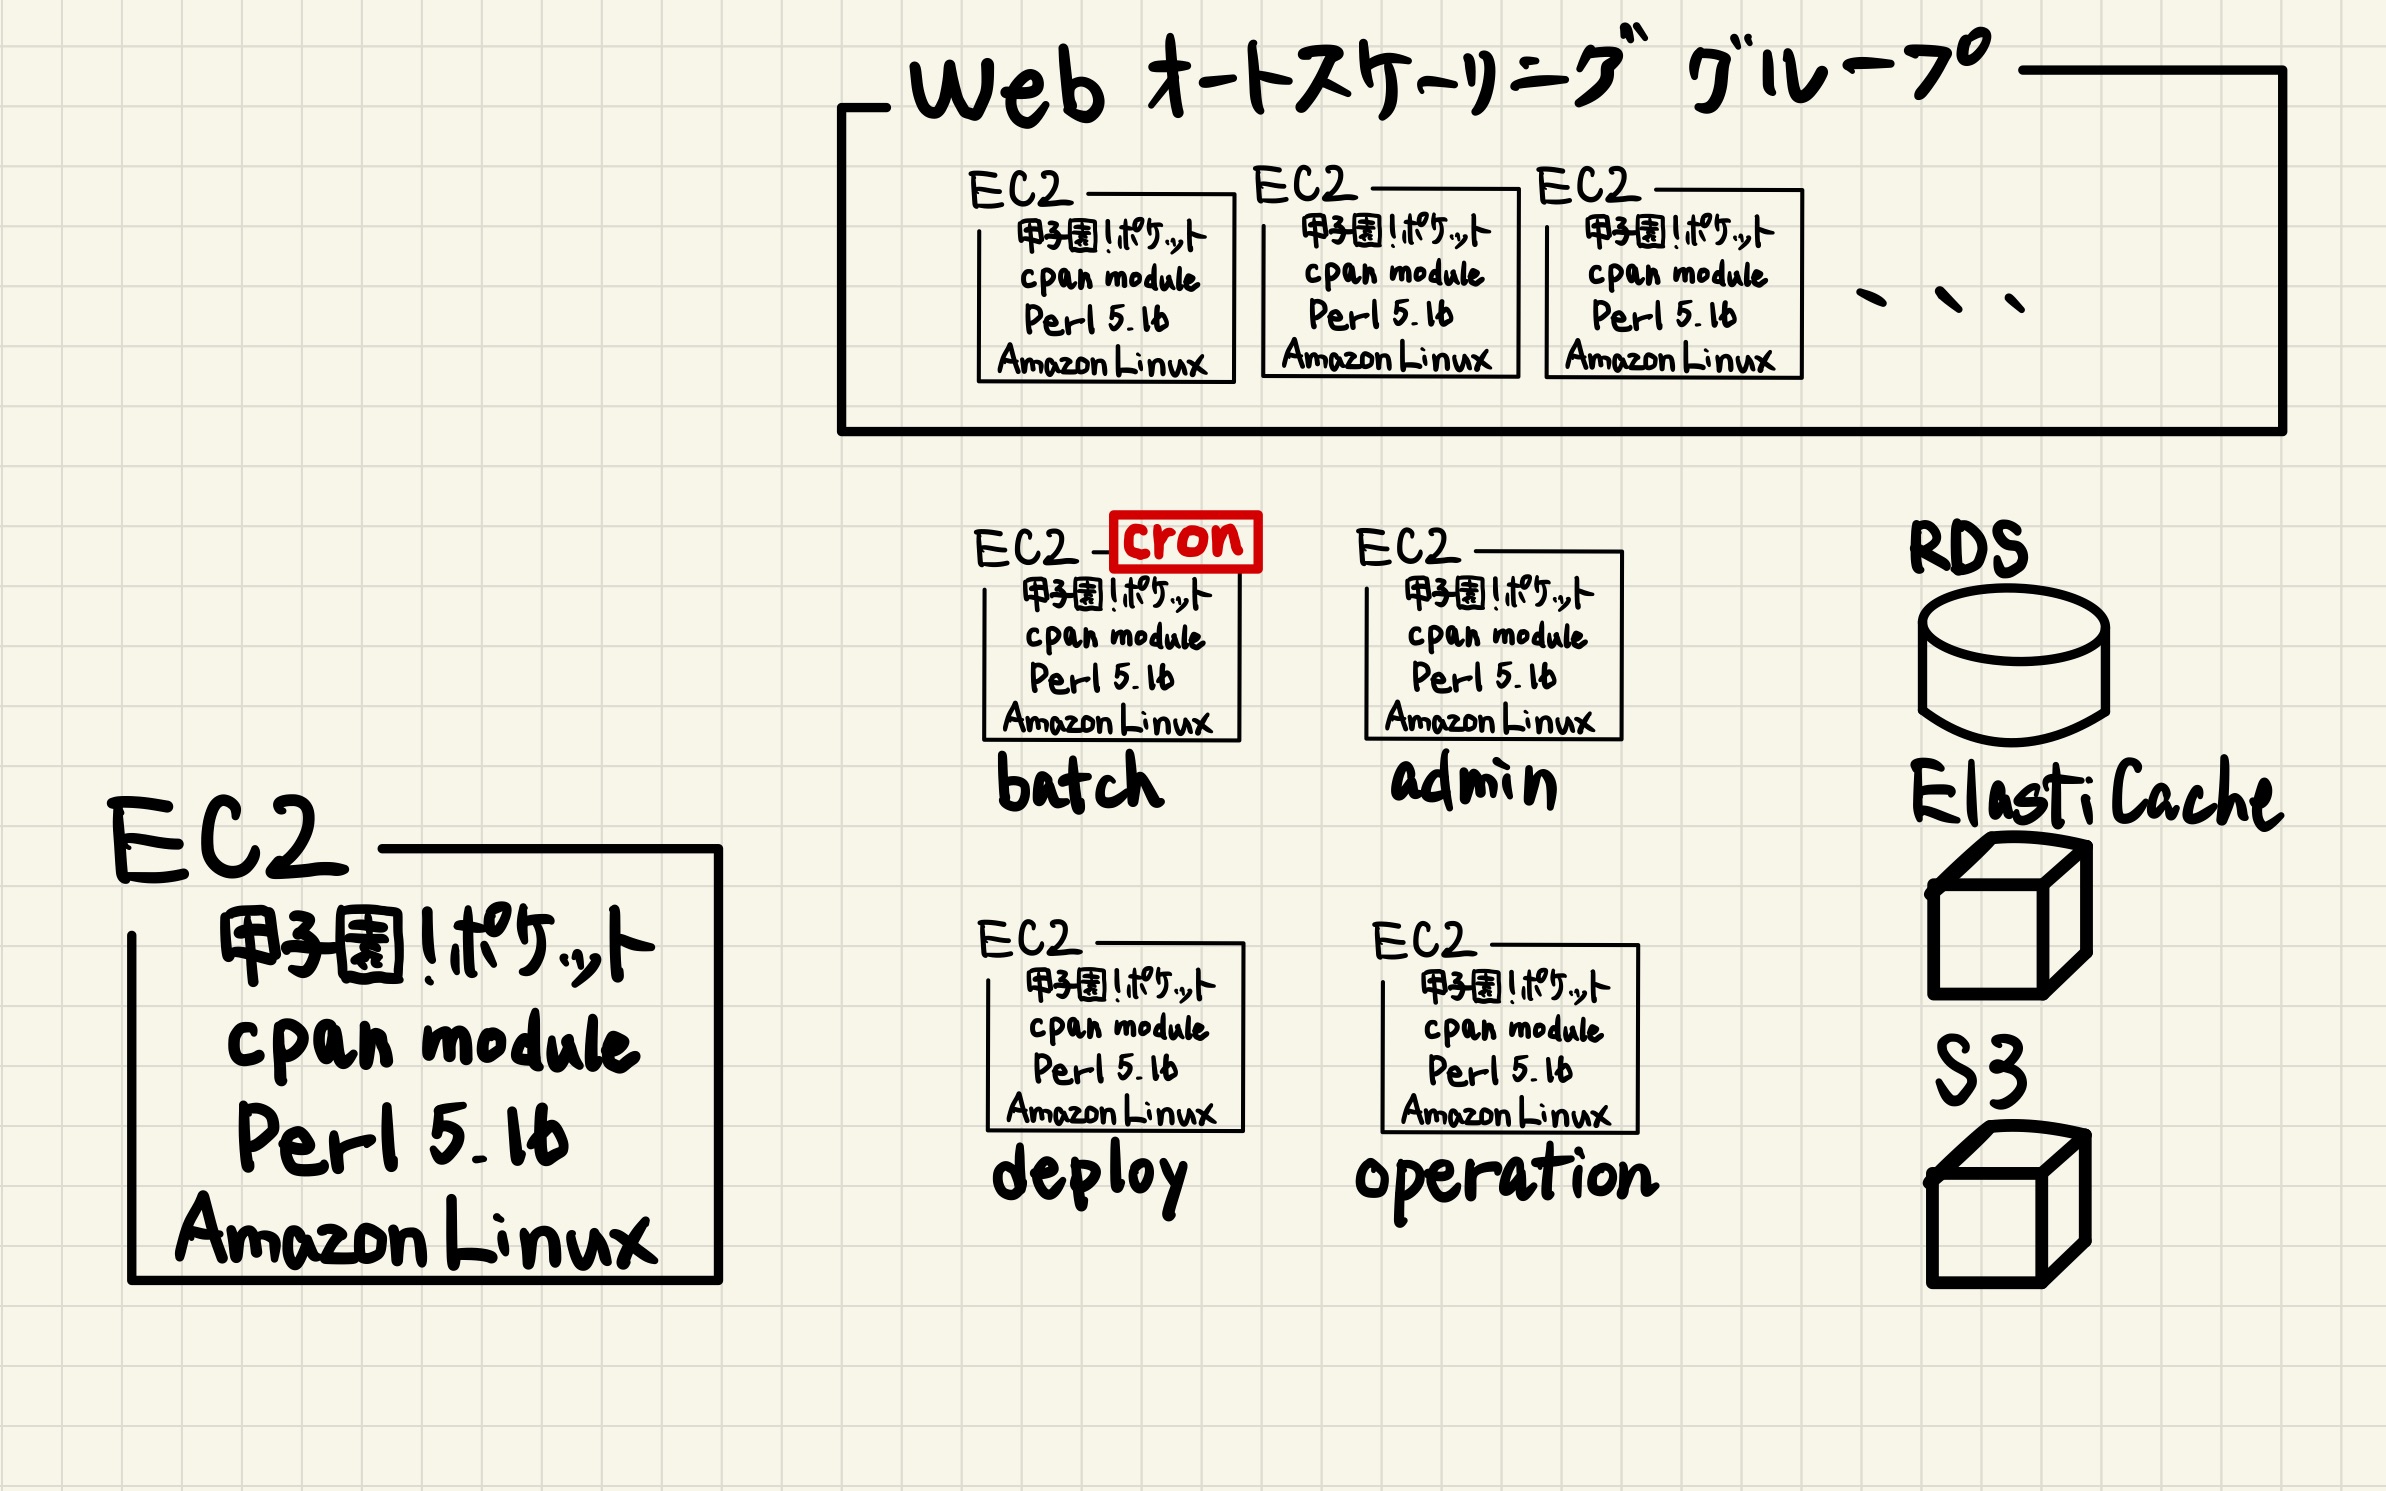 Web オートスケーリング グループ
EC2
甲子園!ポケット
cpan module
Perl 5.16
Amazon Linux
EC2
甲子園!ポケット
cpan module
Perl 5.16
Amazon Linux
EC2
甲子園!ポケット
cpan module
Perl 5.16
Amazon Linux
、、、
EC2
cron
甲子園!ポケット
cpan module
Perl 5.16
Amazon Linux
batch
EC2
甲子園!ポケット
cpan module
Perl 5.16
Amazon Linux
admin
RDS
ElastiCache
S3
EC2
甲子園!ポケット
cpan module
Perl 5.16
Amazon Linux
EC2
甲子園!ポケット
cpan module
Perl 5.16
Amazon Linux
deploy
EC2
甲子園!ポケット
cpan module
Perl 5.16
Amazon Linux
operation